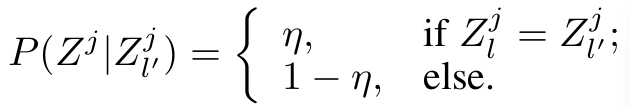 P(Z^j|Z^j_{l'}) = { η, if Z^j_l = Z^j_{l'};
1 − η, else.